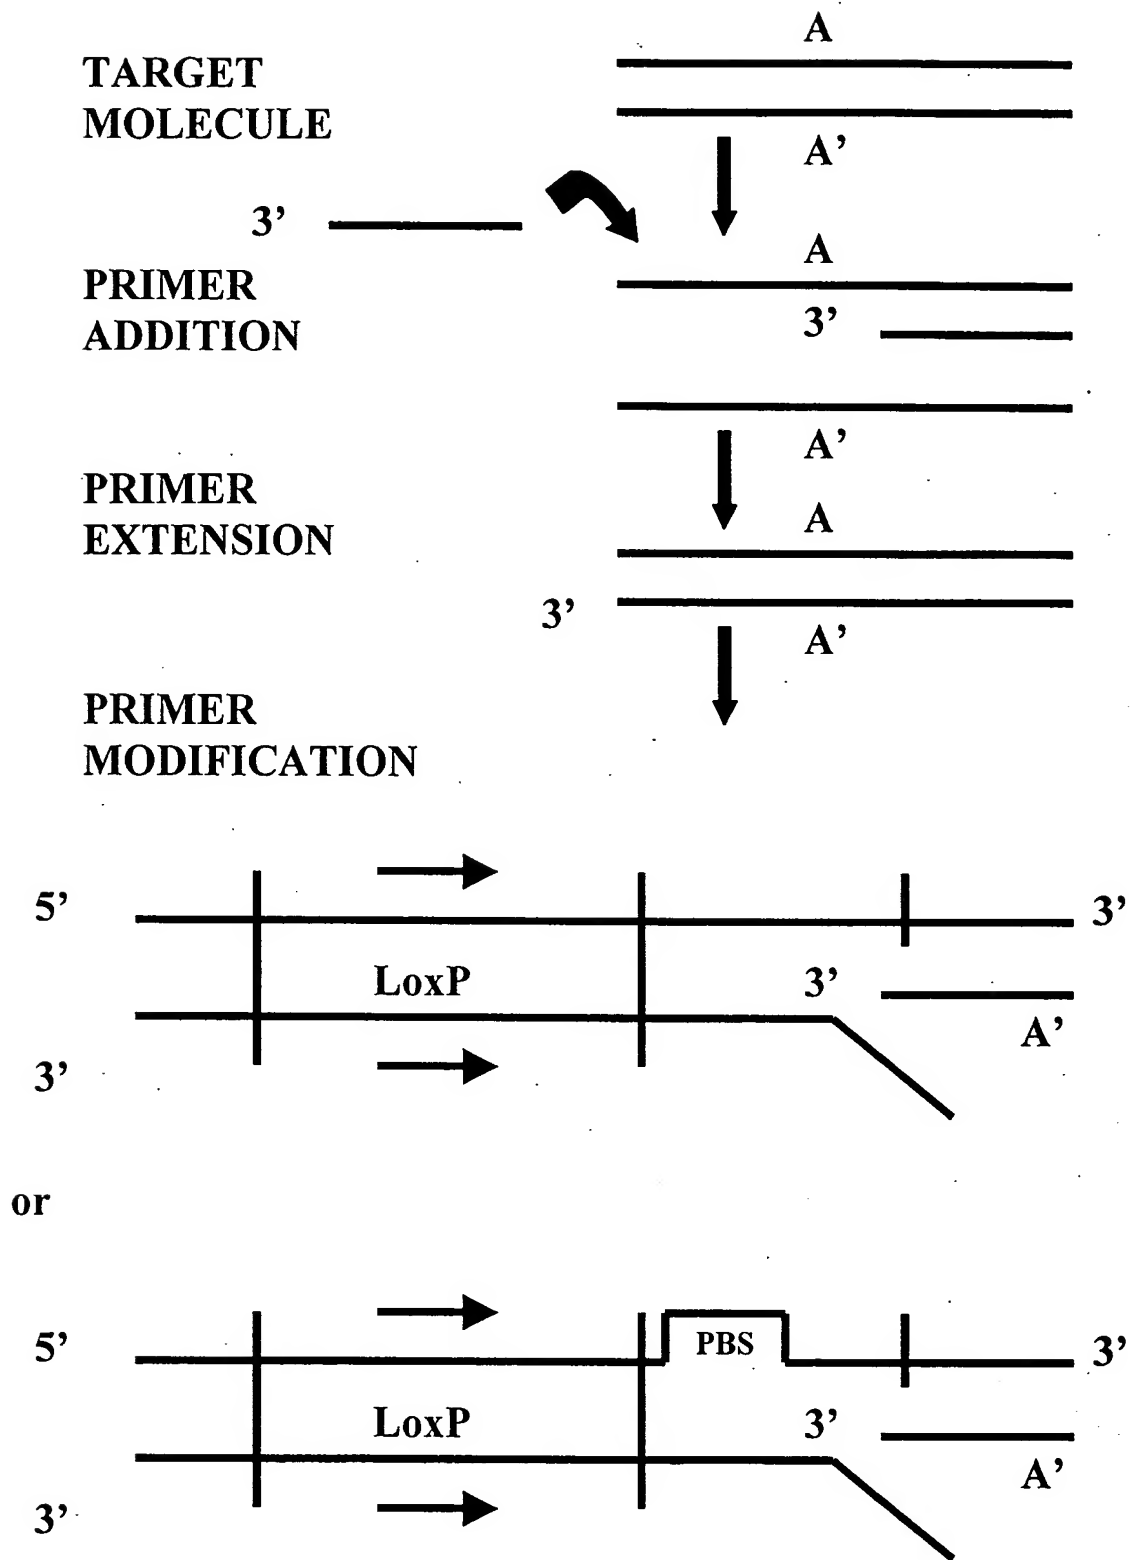 A
TARGET
MOLECULE
A’
3’
A
PRIMER
ADDITION
3’
A’
PRIMER
EXTENSION
A
3’
A’
PRIMER
MODIFICATION
5’
3’
LoxP
3’
A’
3’
or
5’
PBS
3’
LoxP
3’
A’
3’